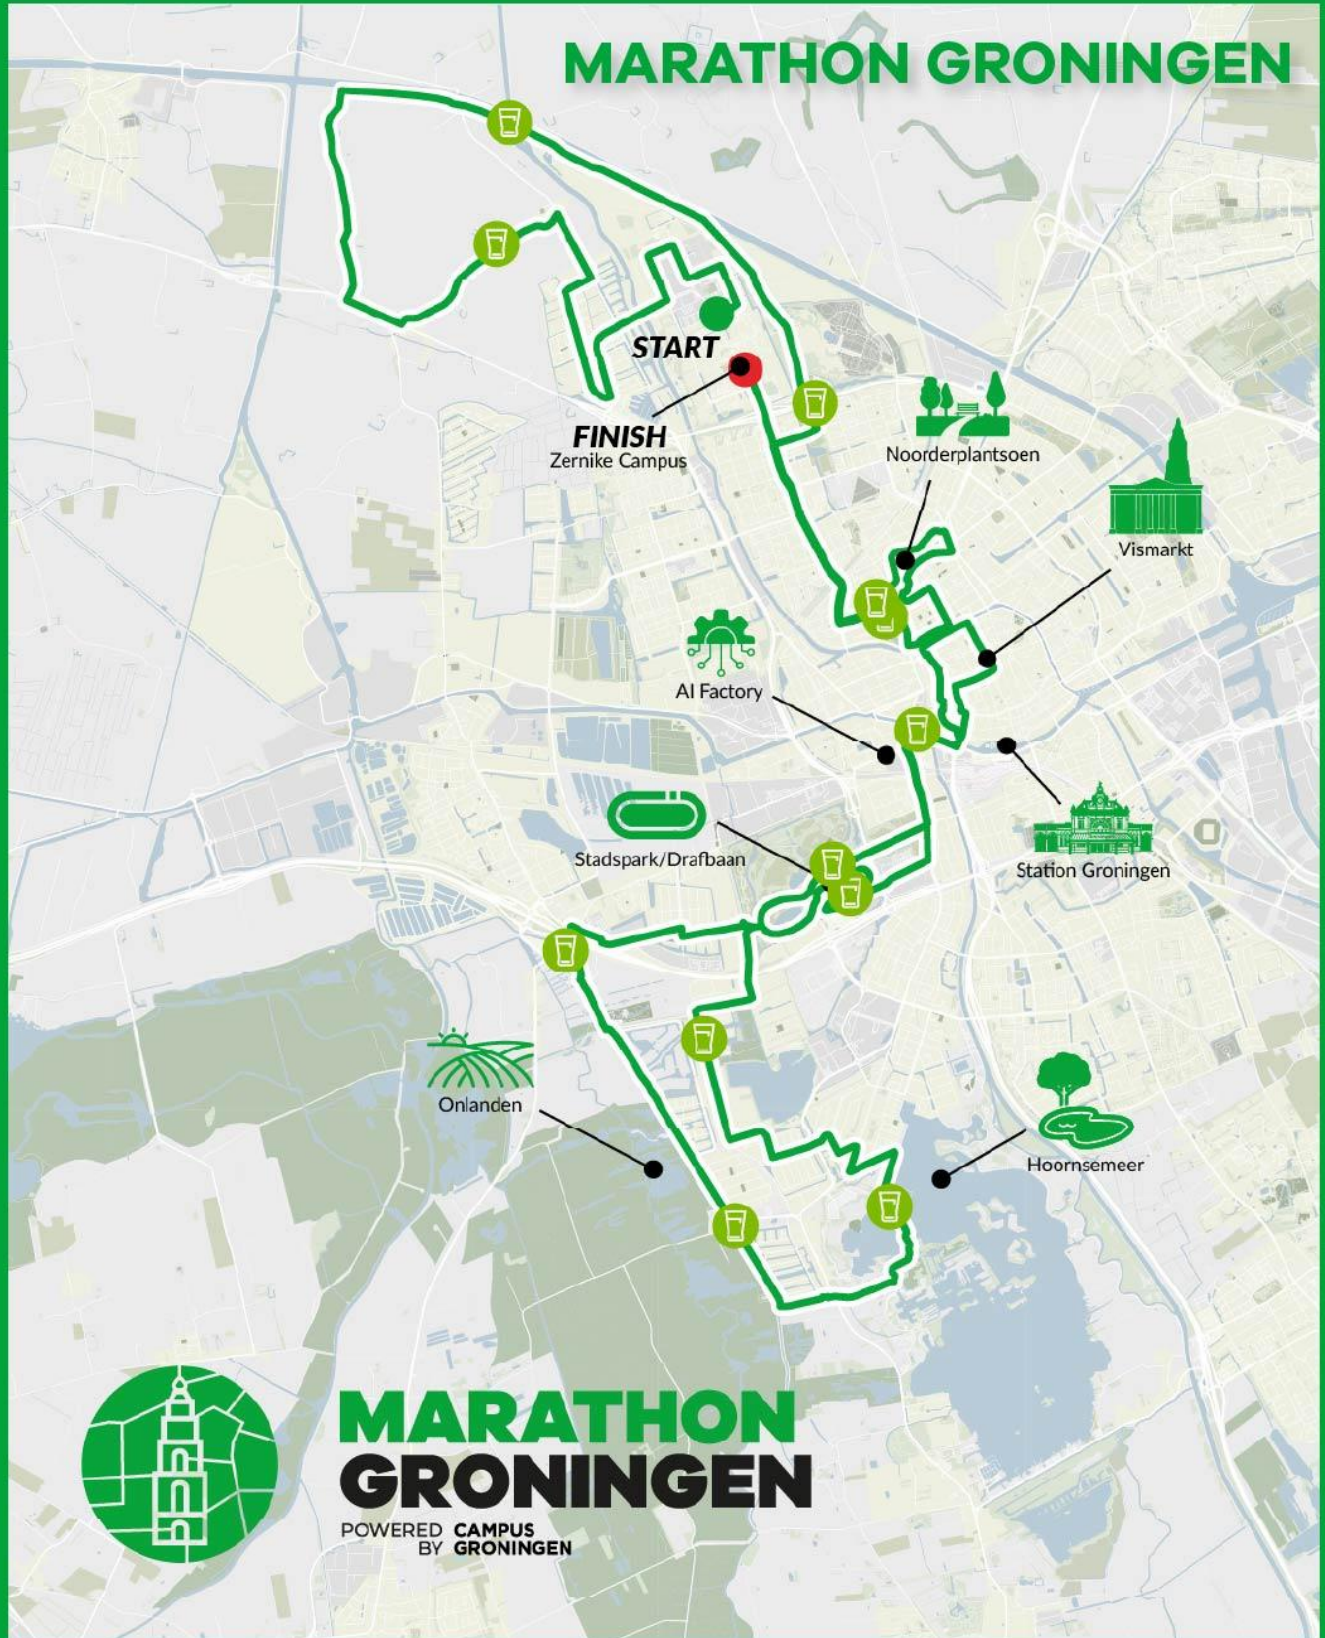 MARATHON GRONINGEN
START
FINISH
Zernike Campus
Noorderplantsoen
Vismarkt
AI Factory
Stadspark/Drafbaan
Station Groningen
Onlanden
Hoornsemeer
MARATHON
GRONINGEN
POWERED CAMPUS
BY GRONINGEN